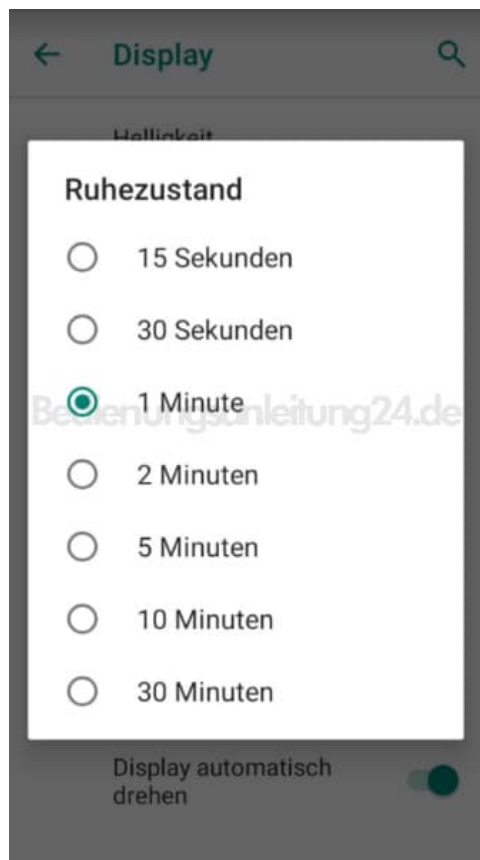 Display
Helligkeit
Ruhezustand
15 Sekunden
30 Sekunden
1 Minute
Bedienungsanleitung24.de
2 Minuten
5 Minuten
10 Minuten
30 Minuten
Display automatisch
drehen